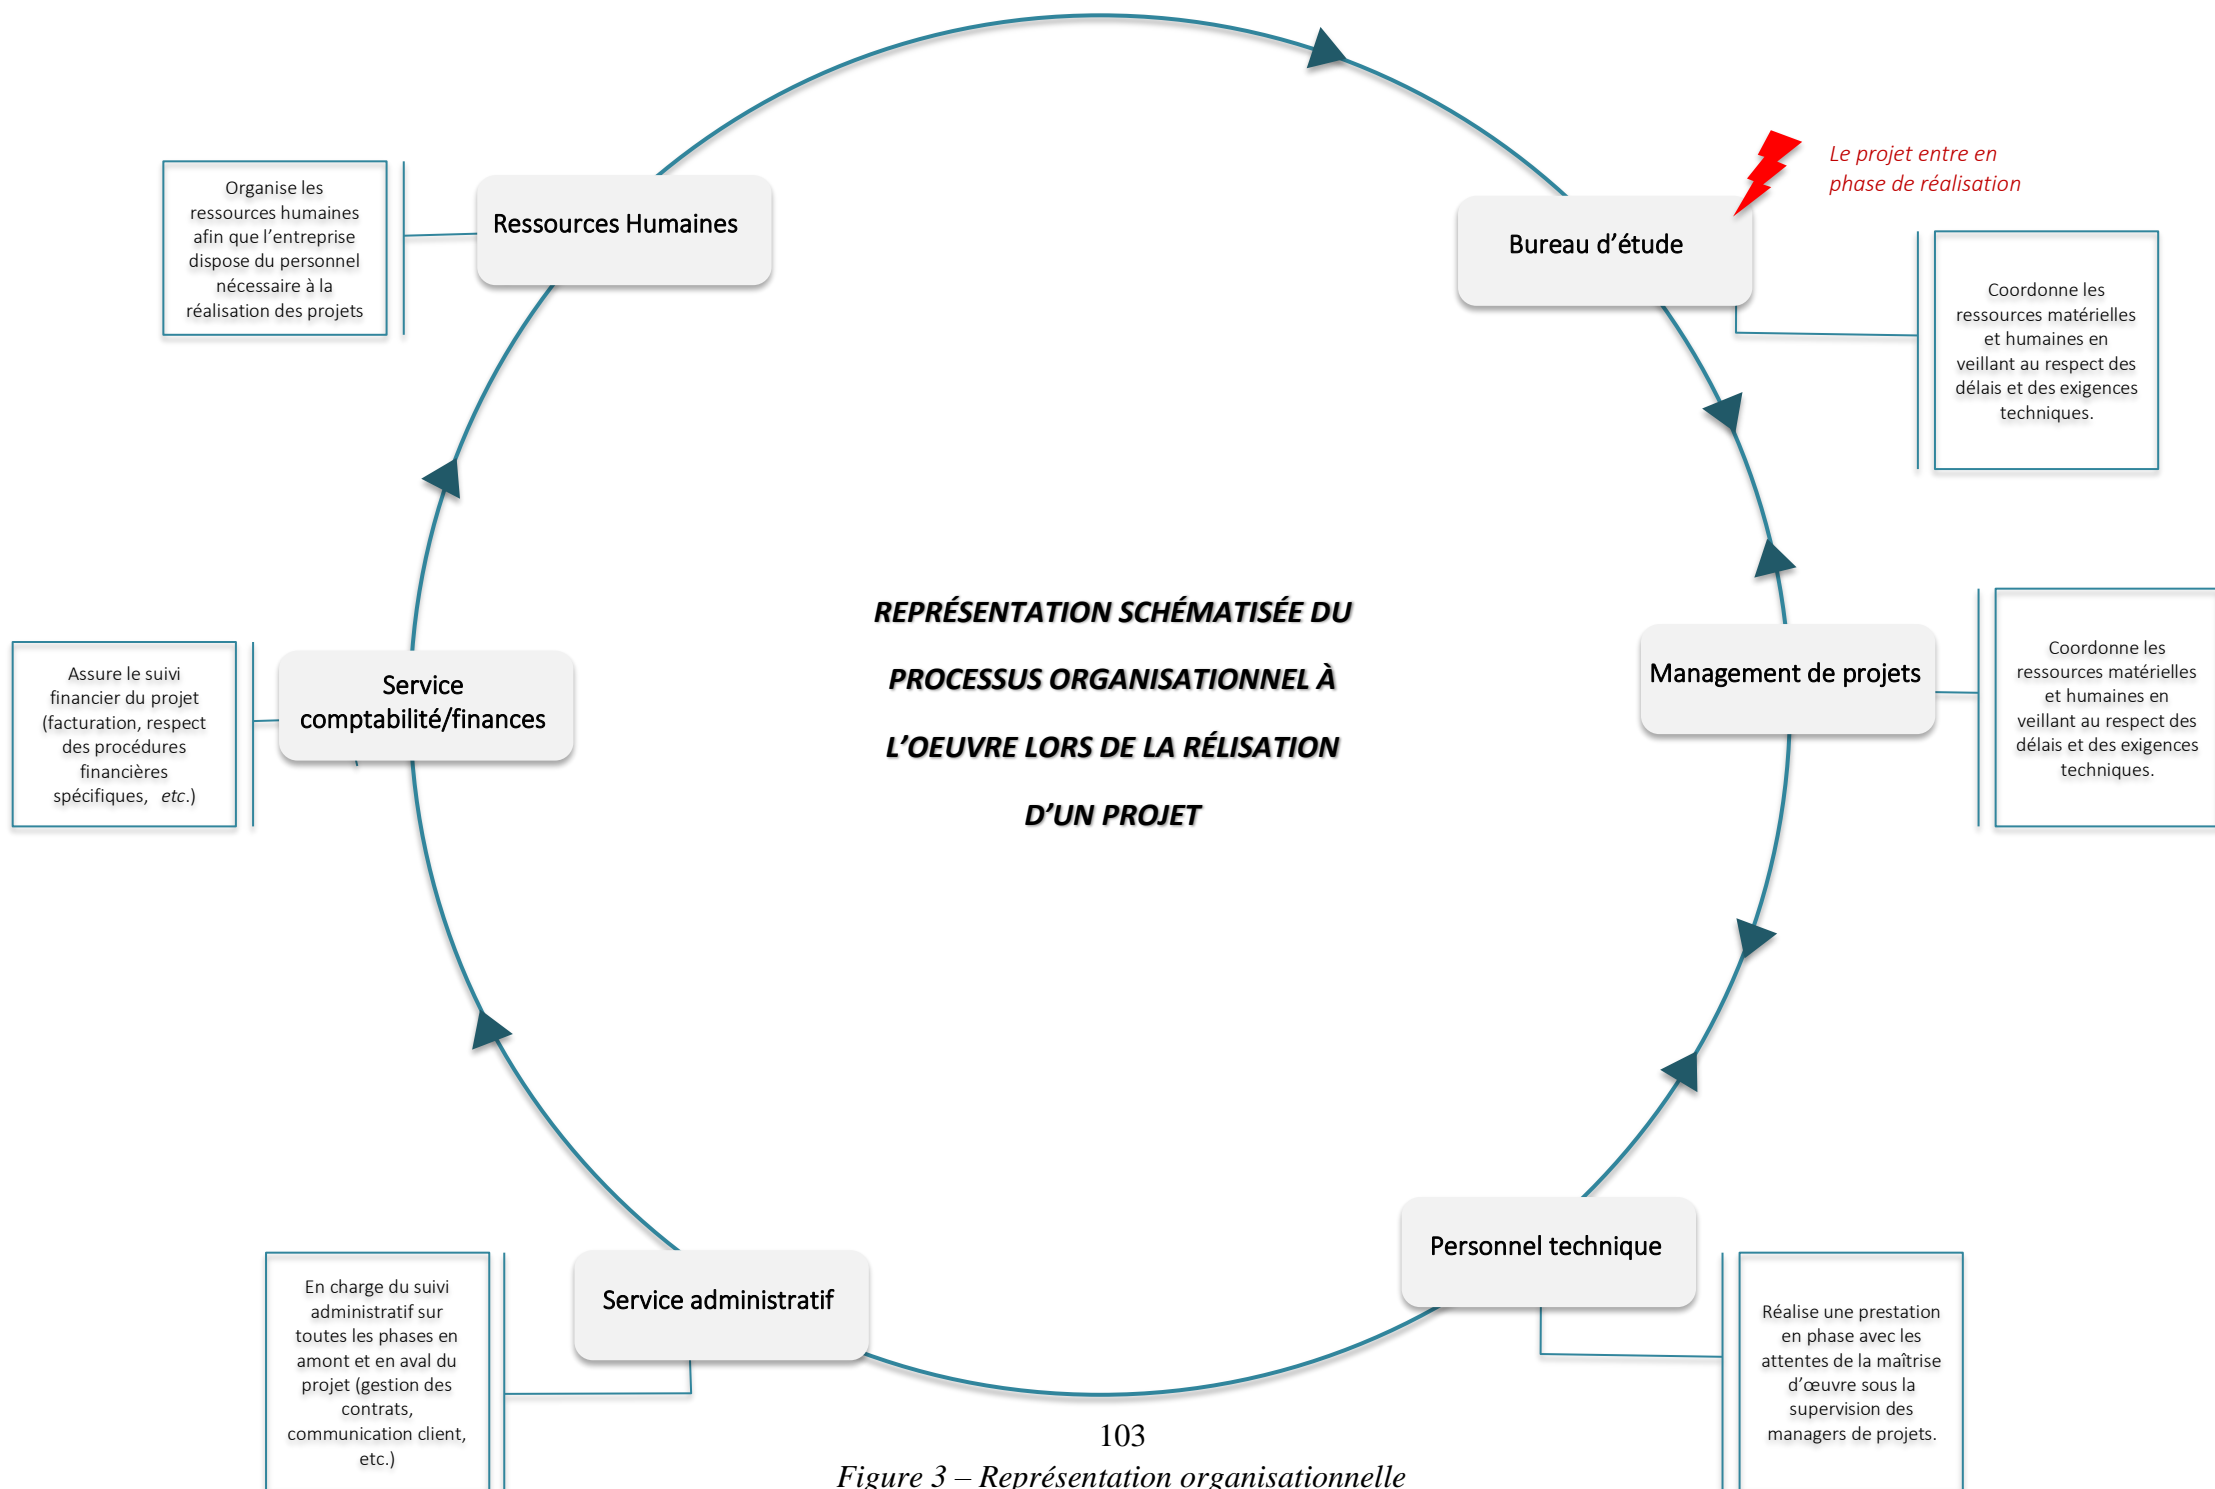 Le projet entre en
phase de réalisation
Organise les
ressources humaines
afin que l'entreprise
dispose du personnel
nécessaire à la
réalisation des projets
Ressources Humaines
Bureau d'étude
Coordonne les
ressources matérielles
et humaines en
veillant au respect des
délais et des exigences
techniques.
REPRÉSENTATION SCHÉMATISÉE DU
PROCESSUS ORGANISATIONNEL À
L'OEUVRE LORS DE LA RÉLISATION
D'UN PROJET
Assure le suivi
financier du projet
(facturation, respect
des procédures
financières
spécifiques, etc.)
Service
comptabilité/finances
Management de projets
Coordonne les
ressources matérielles
et humaines en
veillant au respect des
délais et des exigences
techniques.
En charge du suivi
administratif sur
toutes les phases en
amont et en aval du
projet (gestion des
contrats,
communication client,
etc.)
Service administratif
Personnel technique
Réalise une prestation
en phase avec les
attentes de la maîtrise
d'œuvre sous la
supervision des
managers de projets.
103
Figure 3 – Représentation organisationnelle